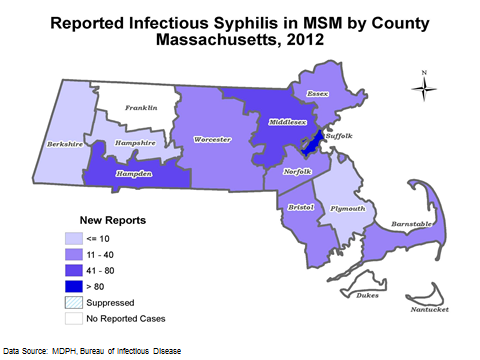 Reported Infectious Syphilis in MSM by County
Massachusetts, 2012
N
Essex
Franklin
Middlesex
Suffolk
Worcester
Hampshire
Berkshire
Hampden
Norfolk
Bristol
Plymouth
Barnstable
Dukes
Nantucket
New Reports
<= 10
11 - 40
41 - 80
> 80
Suppressed
No Reported Cases
Data Source: MDPH, Bureau of Infectious Disease